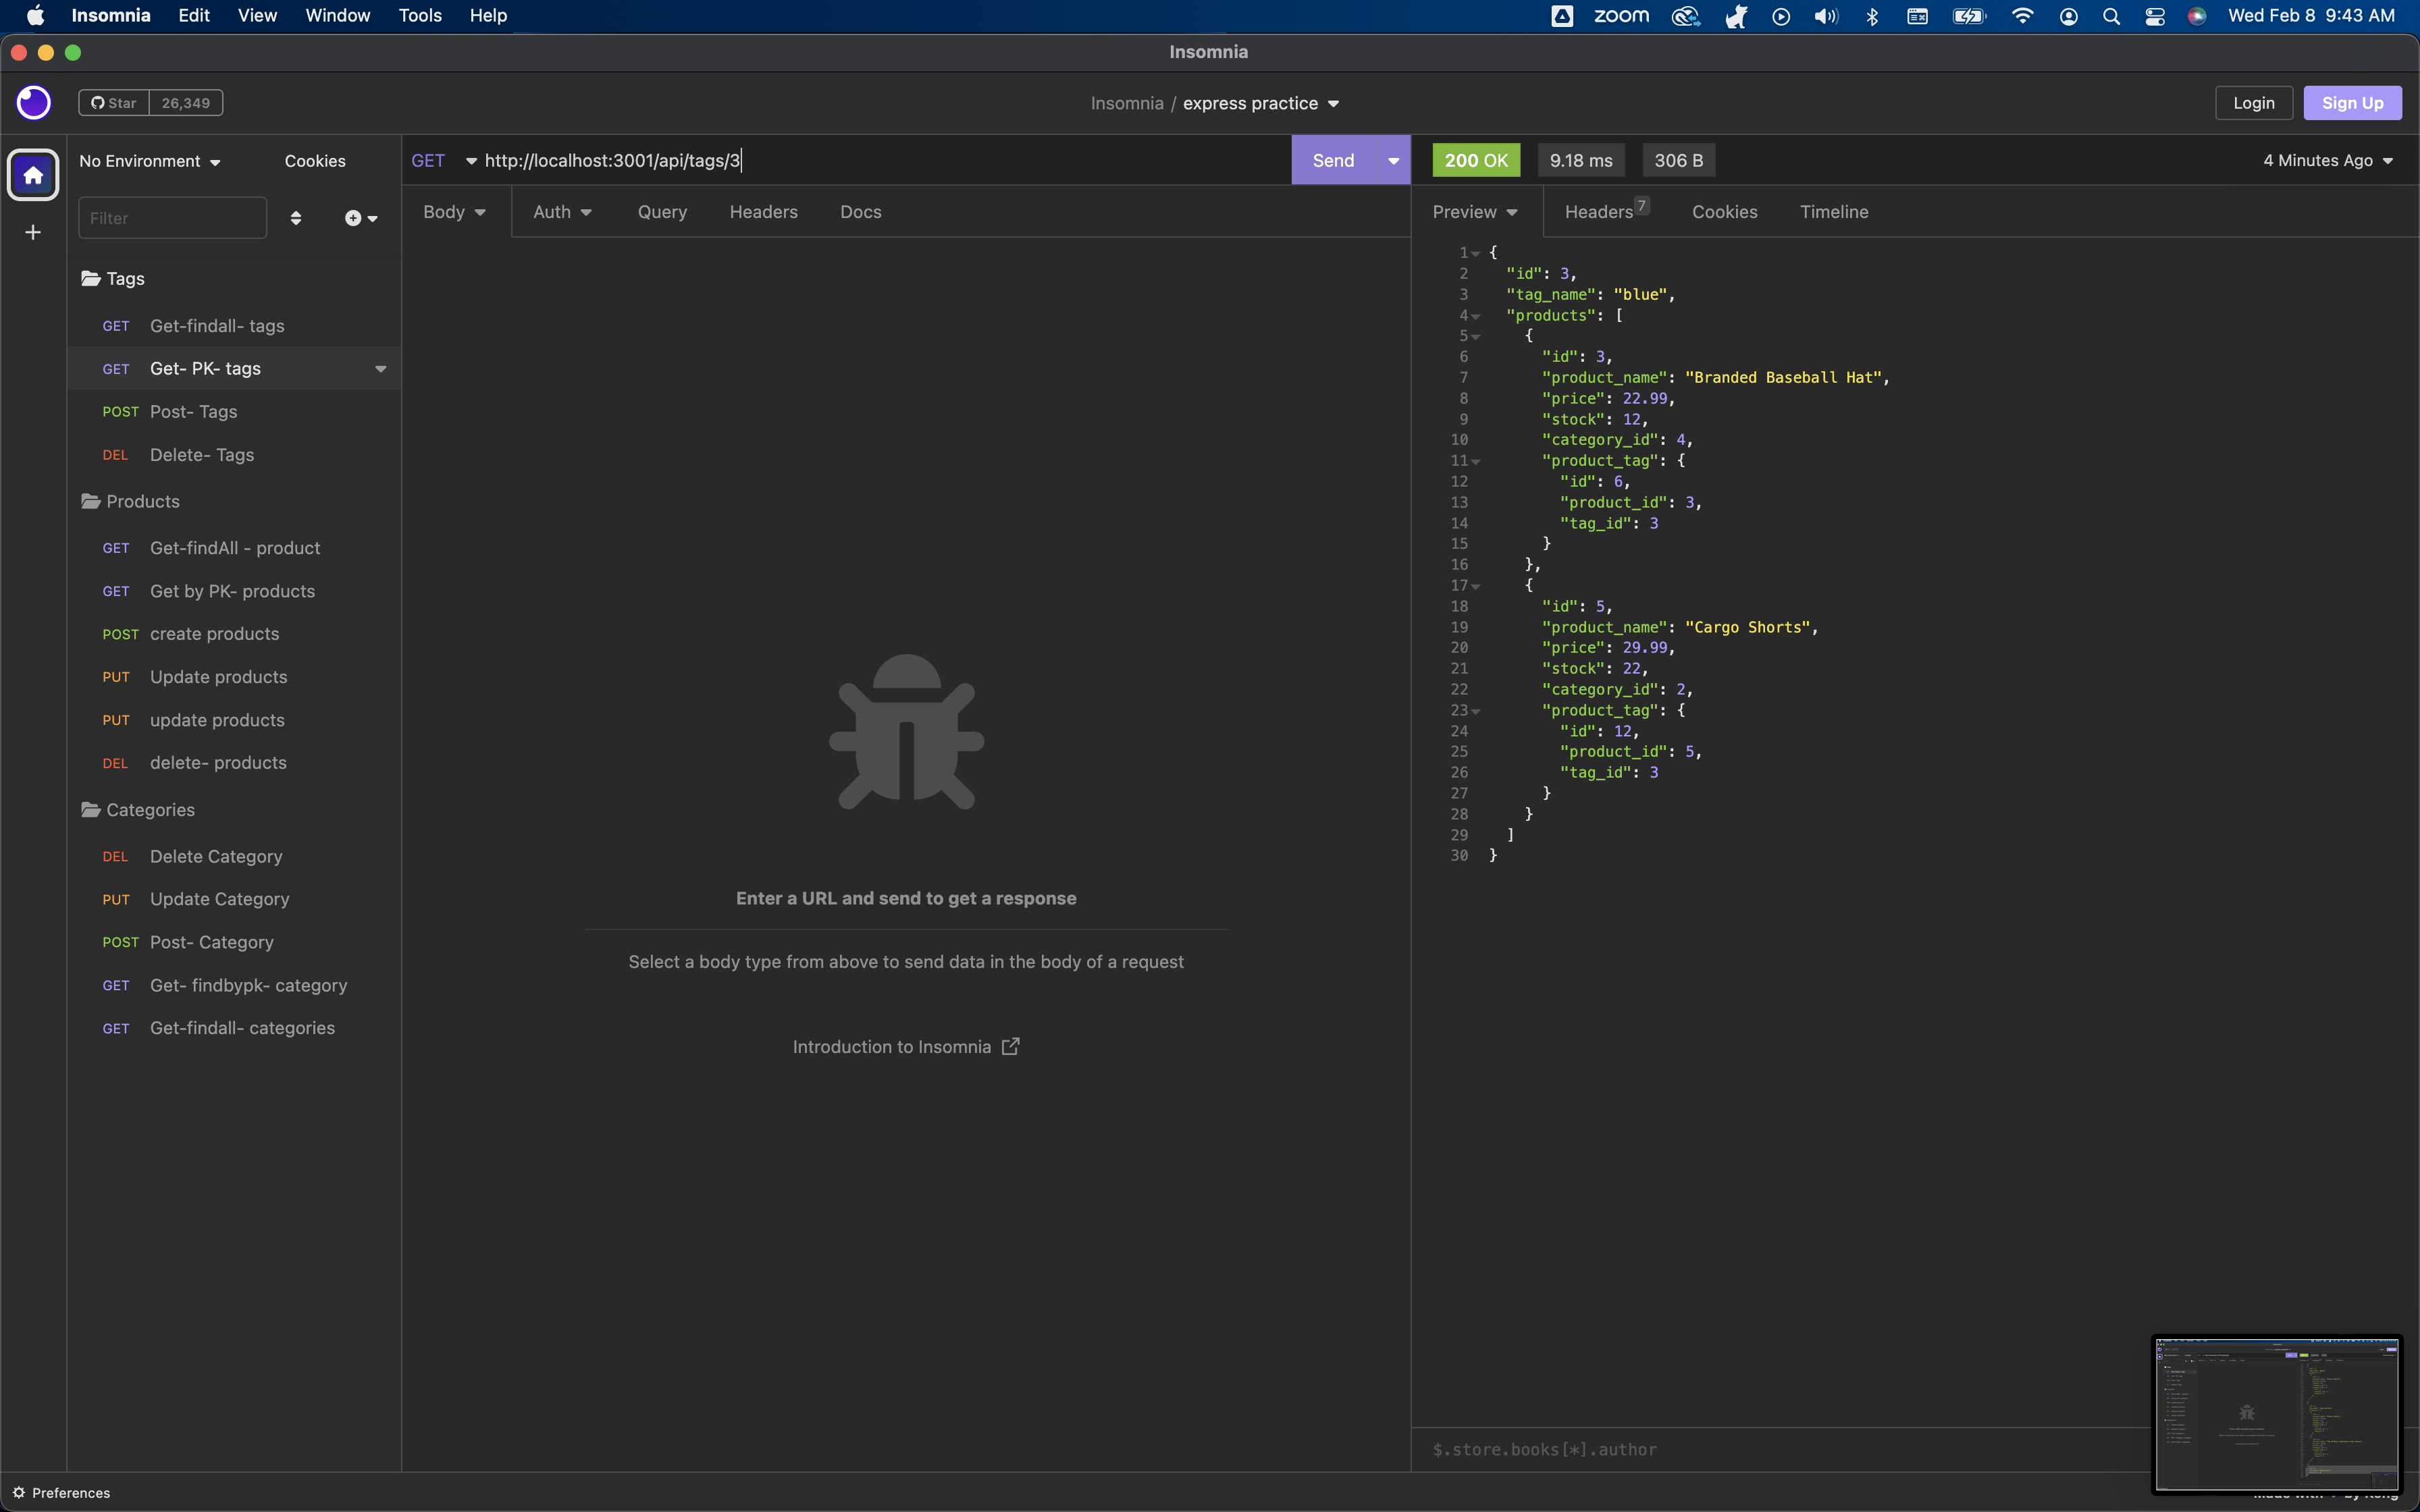 Insomnia Edit View Window Tools Help zoom Wed Feb 8 9:43 AM
Insomnia
Star 26,349 Insomnia / express practice Login Sign Up
No Environment Cookies GET http://localhost:3001/api/tags/3 Send 200 OK 9.18 ms 306 B 4 Minutes Ago
Filter
Body Auth Query Headers Docs
Preview Headers 7 Cookies Timeline
Tags
GET Get-findall- tags
GET Get- PK- tags
POST Post- Tags
DEL Delete- Tags
Products
GET Get-findAll - product
GET Get by PK- products
POST create products
PUT Update products
PUT update products
DEL delete- products
Categories
DEL Delete Category
PUT Update Category
POST Post- Category
GET Get- findbypk- category
GET Get-findall- categories
Enter a URL and send to get a response
Select a body type from above to send data in the body of a request
Introduction to Insomnia
1 {
2 "id": 3,
3 "tag_name": "blue",
4 "products": [
5 {
6 "id": 3,
7 "product_name": "Branded Baseball Hat",
8 "price": 22.99,
9 "stock": 12,
10 "category_id": 4,
11 "product_tag": {
12 "id": 6,
13 "product_id": 3,
14 "tag_id": 3
15 }
16 },
17 {
18 "id": 5,
19 "product_name": "Cargo Shorts",
20 "price": 29.99,
21 "stock": 22,
22 "category_id": 2,
23 "product_tag": {
24 "id": 12,
25 "product_id": 5,
26 "tag_id": 3
27 }
28 }
29 ]
30 }
$.store.books[*].author
Preferences